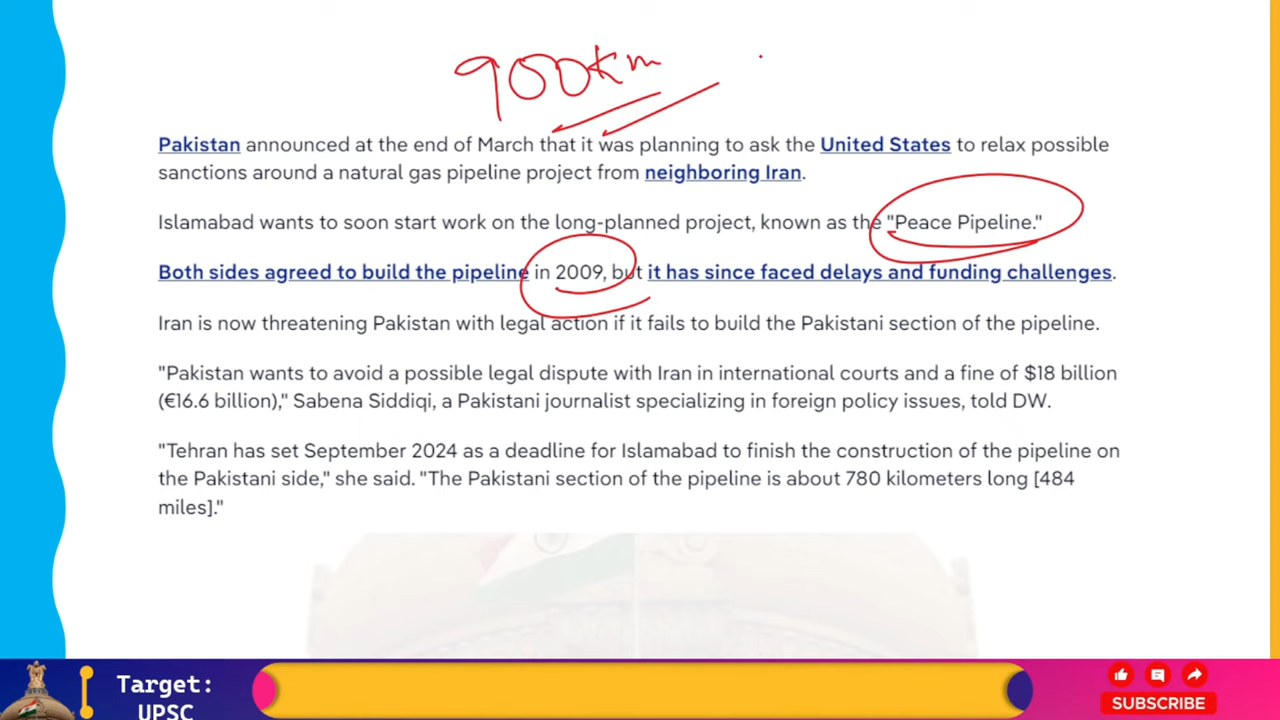 900km
Pakistan announced at the end of March that it was planning to ask the United States to relax possible
sanctions around a natural gas pipeline project from neighboring Iran.
Islamabad wants to soon start work on the long-planned project, known as the "Peace Pipeline."
Both sides agreed to build the pipeline in 2009, but it has since faced delays and funding challenges.
Iran is now threatening Pakistan with legal action if it fails to build the Pakistani section of the pipeline.
"Pakistan wants to avoid a possible legal dispute with Iran in international courts and a fine of $18 billion
(€16.6 billion)," Sabena Siddiqi, a Pakistani journalist specializing in foreign policy issues, told DW.
"Tehran has set September 2024 as a deadline for Islamabad to finish the construction of the pipeline on
the Pakistani side," she said. "The Pakistani section of the pipeline is about 780 kilometers long [484
miles]."
Target:
UPSC
SUBSCRIBE